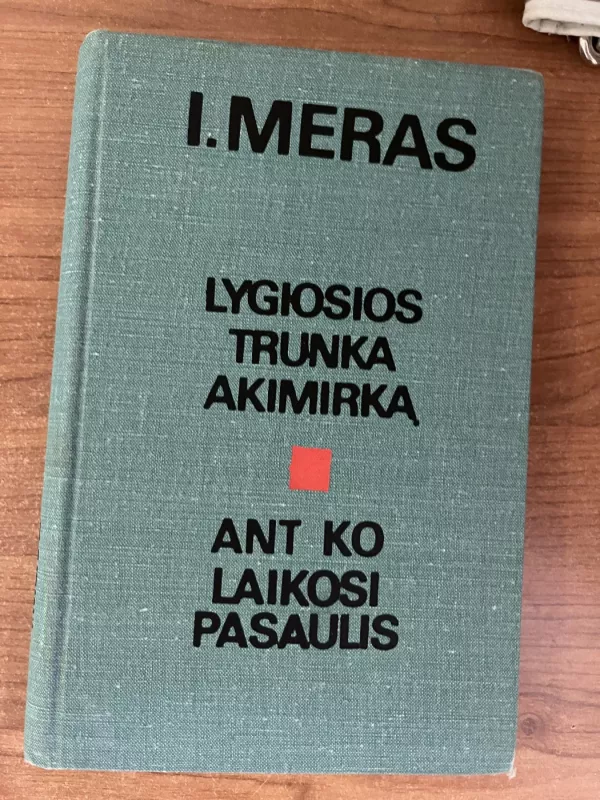 I. MERAS
LYGIOSIOS
TRUNKA
AKIMIRKĄ
ANT KO
LAIKOSI
PASAULIS